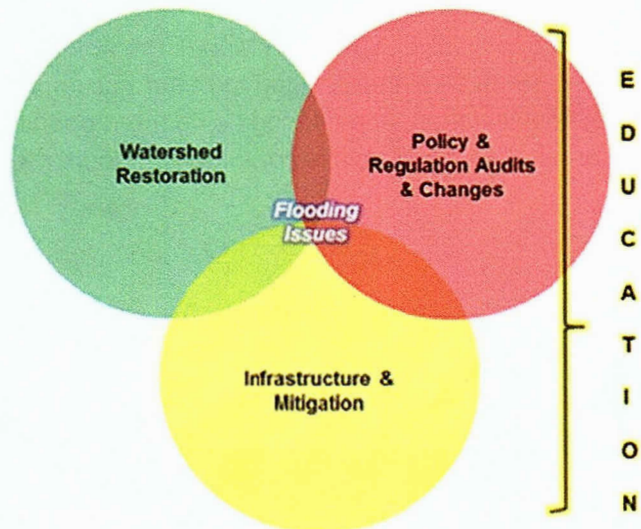 Watershed
Restoration
Policy &
Regulation Audits
& Changes
Flooding
Issues
Infrastructure &
Mitigation
E
D
U
C
A
T
I
O
N